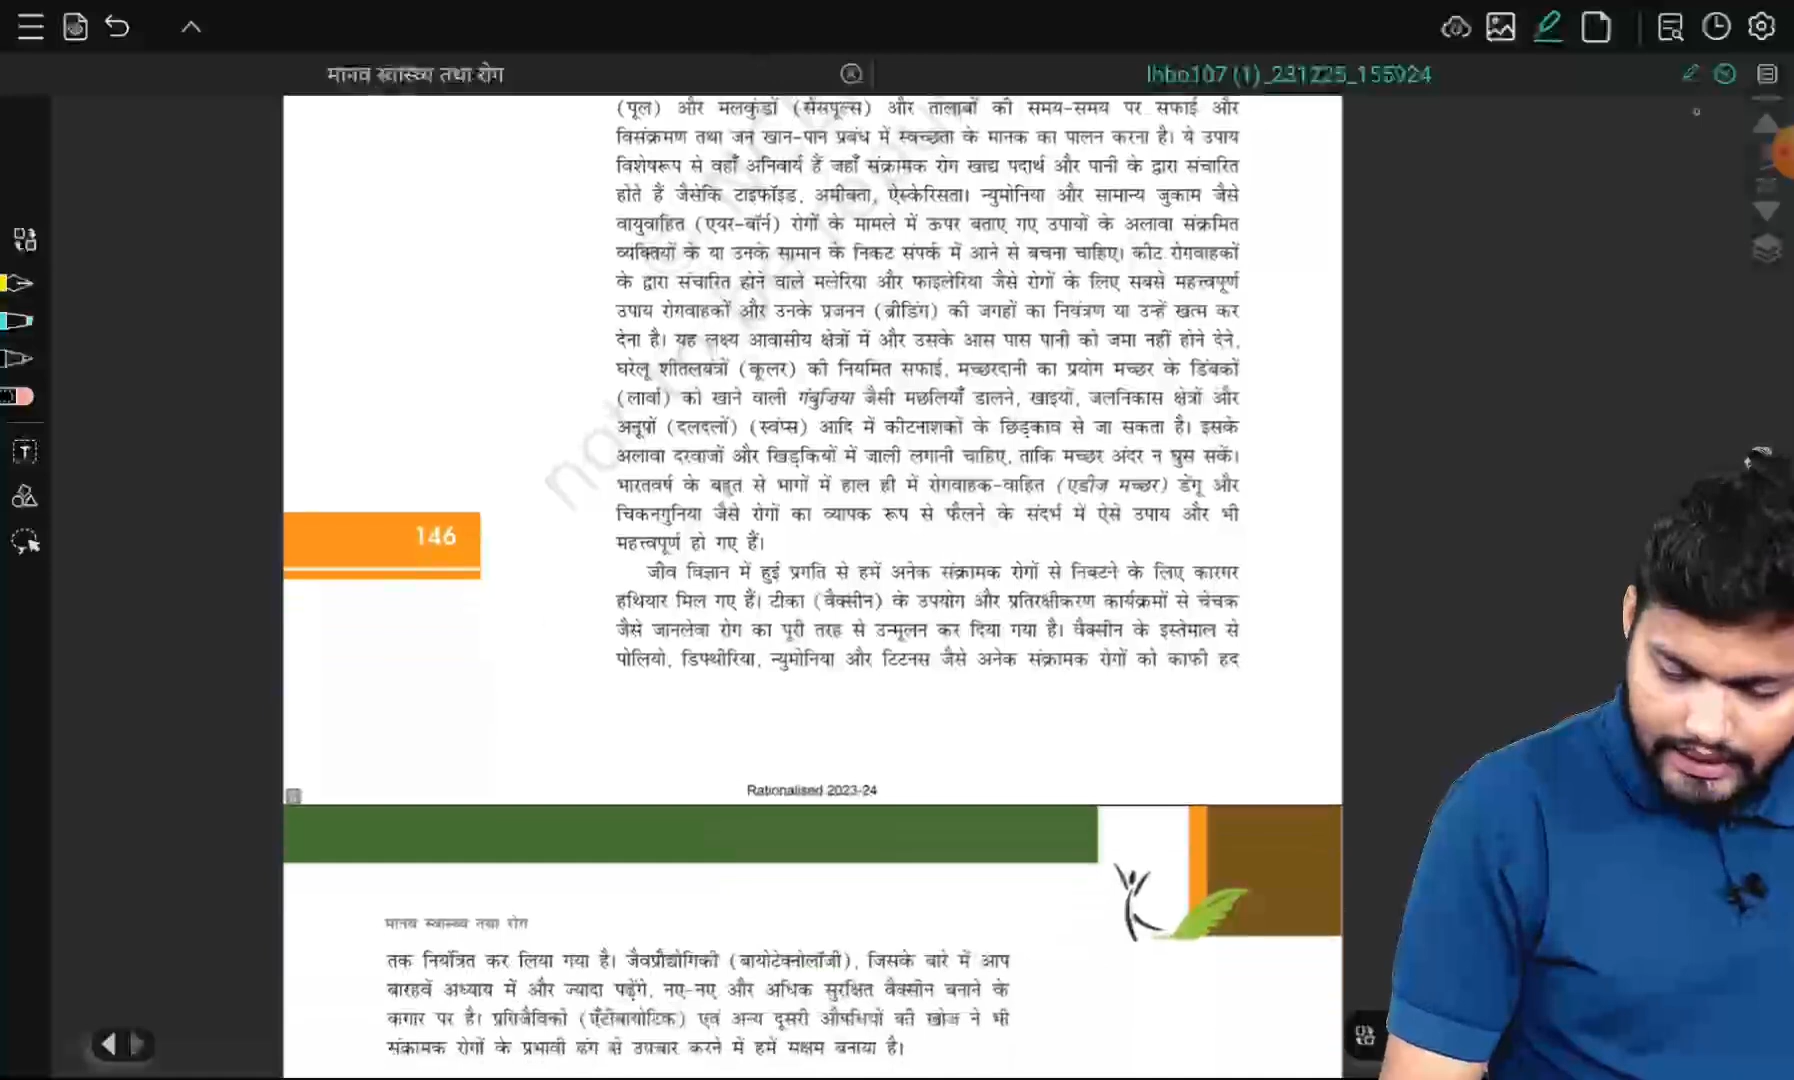 मानव स्वास्थ्य तथा रोग
lhbo107 (1)_231225_155924
(पूल) और मलकुंडों (सेसपूल्स) और तालाबों की समय-समय पर सफाई और
विसंक्रमण तथा जन खान-पान प्रबंध में स्वच्छता के मानक का पालन करना है। ये उपाय
विशेषरूप से वहाँ अनिवार्य हैं जहाँ संक्रामक रोग खाद्य पदार्थ और पानी के द्वारा संचारित
होते हैं जैसेकि टाइफॉइड, अमीबता, ऐस्केरिसता। न्युमोनिया और सामान्य जुकाम जैसे
वायुवाहित (एयर-बॉर्न) रोगों के मामले में ऊपर बताए गए उपायों के अलावा संक्रमित
व्यक्तियों के या उनके सामान के निकट संपर्क में आने से बचना चाहिए। कीट रोगवाहकों
के द्वारा संचारित होने वाले मलेरिया और फाइलेरिया जैसे रोगों के लिए सबसे महत्त्वपूर्ण
उपाय रोगवाहकों और उनके प्रजनन (ब्रीडिंग) की जगहों का नियंत्रण या उन्हें खत्म कर
देना है। यह लक्ष्य आवासीय क्षेत्रों में और उसके आस पास पानी को जमा नहीं होने देने,
घरेलू शीतलयंत्रों (कूलर) की नियमित सफाई, मच्छरदानी का प्रयोग मच्छर के डिंबकों
(लार्वा) को खाने वाली गंबुज़िया जैसी मछलियाँ डालने, खाइयों, जलनिकास क्षेत्रों और
अनूपों (दलदलों) (स्वंप्स) आदि में कीटनाशकों के छिड़काव से जा सकता है। इसके
अलावा दरवाजों और खिड़कियों में जाली लगानी चाहिए, ताकि मच्छर अंदर न घुस सकें।
भारतवर्ष के बहुत से भागों में हाल ही में रोगवाहक-वाहित (एडीज मच्छर) डेंगू और
चिकनगुनिया जैसे रोगों का व्यापक रूप से फैलने के संदर्भ में ऐसे उपाय और भी
महत्त्वपूर्ण हो गए हैं।
146
जीव विज्ञान में हुई प्रगति से हमें अनेक संक्रामक रोगों से निबटने के लिए कारगर
हथियार मिल गए हैं। टीका (वैक्सीन) के उपयोग और प्रतिरक्षीकरण कार्यक्रमों से चेचक
जैसे जानलेवा रोग का पूरी तरह से उन्मूलन कर दिया गया है। वैक्सीन के इस्तेमाल से
पोलियो, डिफ्थीरिया, न्युमोनिया और टिटनस जैसे अनेक संक्रामक रोगों को काफी हद
Rationalised 2023-24
मानव स्वास्थ्य तथा रोग
तक नियंत्रित कर लिया गया है। जैवप्रौद्योगिकी (बायोटेक्नोलॉजी), जिसके बारे में आप
बारहवें अध्याय में और ज्यादा पढ़ेंगे, नए-नए और अधिक सुरक्षित वैक्सीन बनाने के
कगार पर है। प्रतिजैविकों (एँटीबायोटिक) एवं अन्य दूसरी औषधियों की खोज ने भी
संक्रामक रोगों के प्रभावी ढंग से उपचार करने में हमें सक्षम बनाया है।